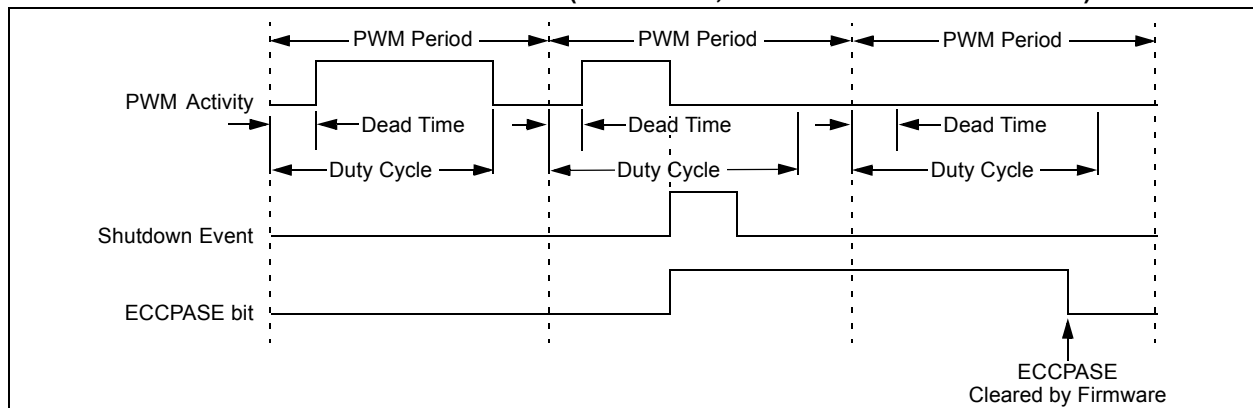 PWM Period PWM Period PWM Period
PWM Activity
Dead Time Dead Time Dead Time
Duty Cycle Duty Cycle Duty Cycle
Shutdown Event
ECCPASE bit
ECCPASE
Cleared by Firmware